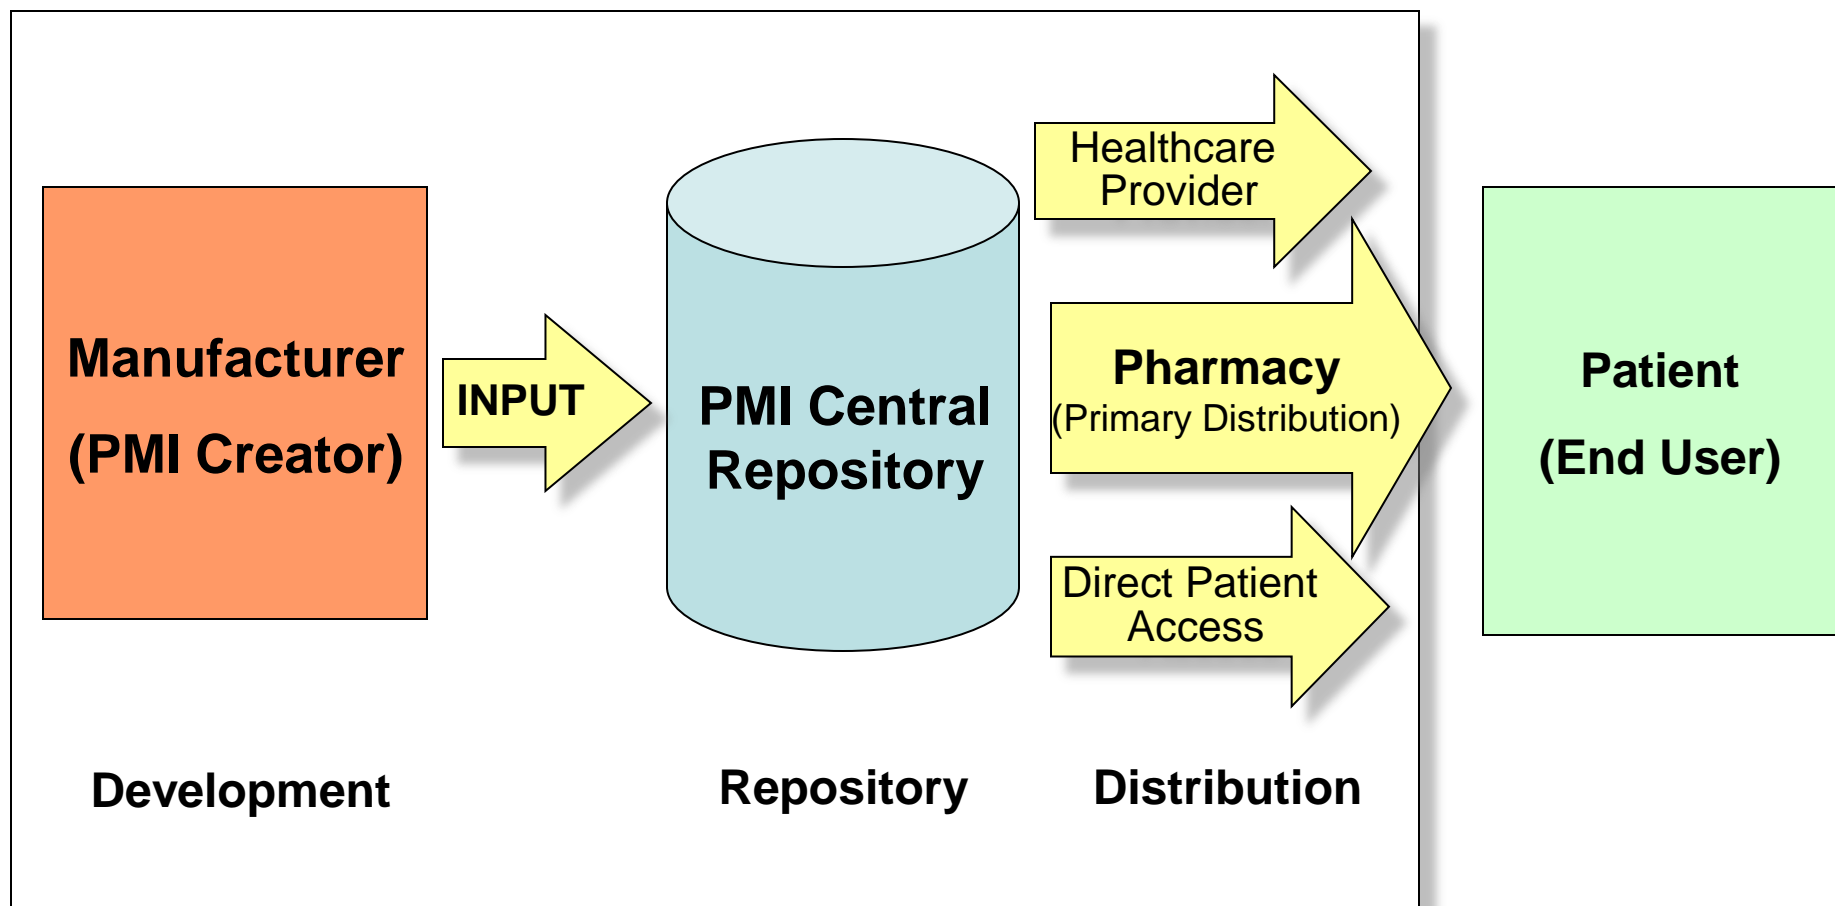 Manufacturer
(PMI Creator)
INPUT
PMI Central
Repository
Healthcare
Provider
Pharmacy
(Primary Distribution)
Direct Patient
Access
Patient
(End User)
Development
Repository
Distribution